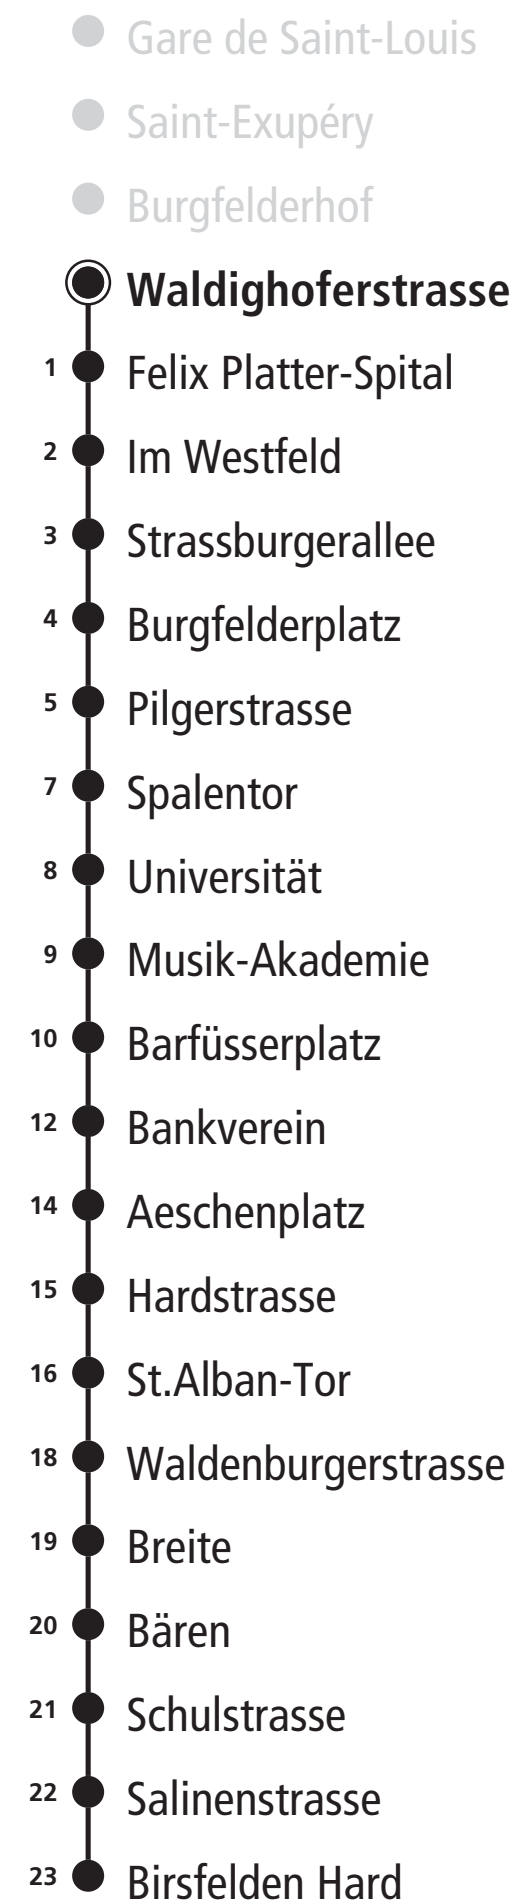 Gare de Saint-Louis
Saint-Exupéry
Burgfelderhof
Waldighoferstrasse
1 Felix Platter-Spital
2 Im Westfeld
3 Strassburgerallee
4 Burgfelderplatz
5 Pilgerstrasse
7 Spalentor
8 Universität
9 Musik-Akademie
10 Barfüsserplatz
12 Bankverein
14 Aeschenplatz
15 Hardstrasse
16 St.Alban-Tor
18 Waldenburgerstrasse
19 Breite
20 Bären
21 Schulstrasse
22 Salinenstrasse
23 Birsfelden Hard